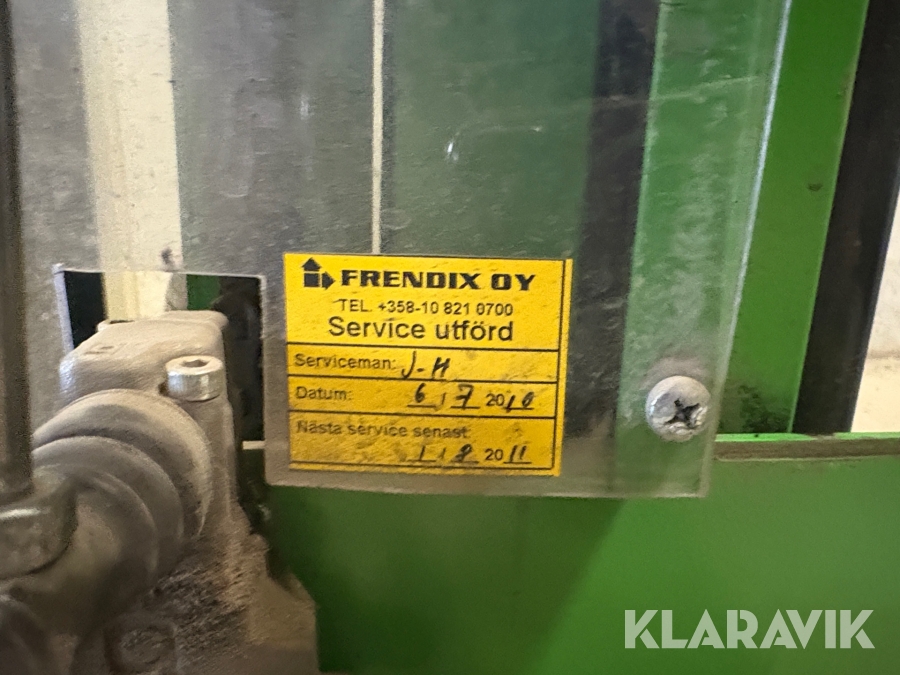 FRENDIX OY
TEL. +358-10 821 0700
Service utförd
Serviceman: J-H
Datum: 6 / 7 2010
Nästa service senast:
1 / 8 2011
KLARAVIK